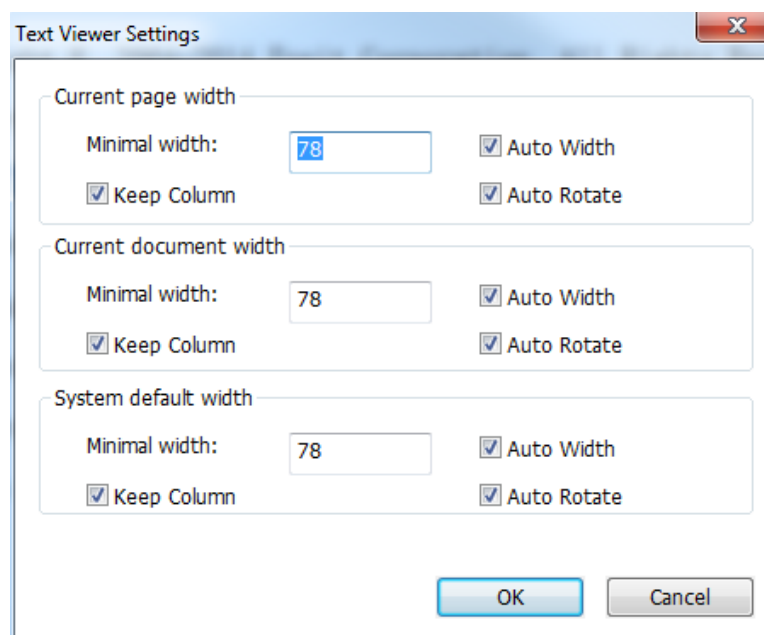 Text Viewer Settings
Current page width
Minimal width: 78 Auto Width
Keep Column Auto Rotate
Current document width
Minimal width: 78 Auto Width
Keep Column Auto Rotate
System default width
Minimal width: 78 Auto Width
Keep Column Auto Rotate
OK Cancel